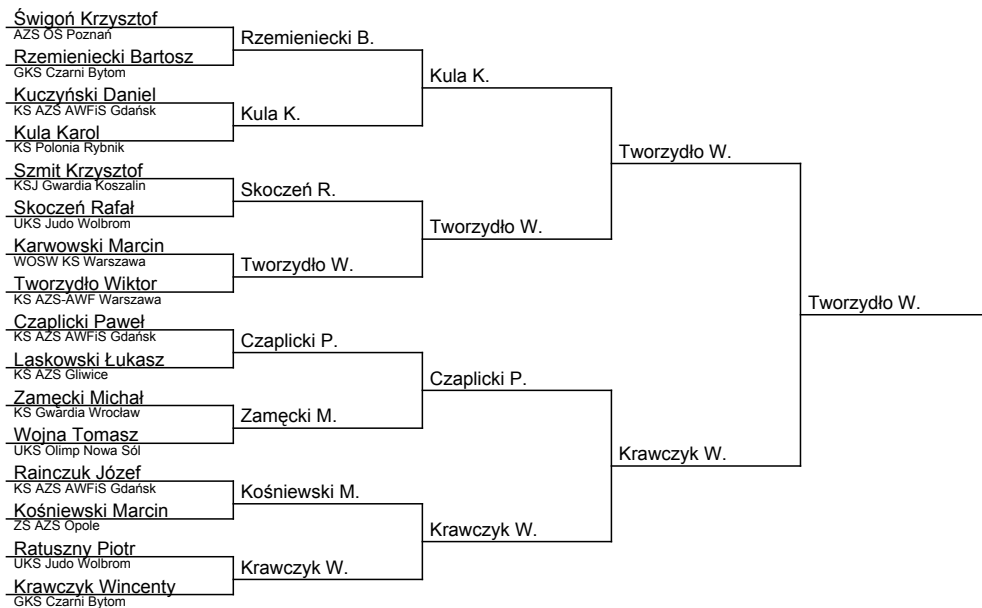 Świgoń Krzysztof
AZS OŚ Poznań
Rzemieniecki Bartosz
GKS Czarni Bytom
Kuczyński Daniel
KS AZS AWFiS Gdańsk
Kula Karol
KS Polonia Rybnik
Szmit Krzysztof
KSJ Gwardia Koszalin
Skoczeń Rafał
UKS Judo Wolbrom
Karwowski Marcin
WOSW KS Warszawa
Tworzydło Wiktor
KS AZS-AWF Warszawa
Czaplicki Paweł
KS AZS AWFiS Gdańsk
Laskowski Łukasz
KS AZS Gliwice
Zamęcki Michał
KS Gwardia Wrocław
Wojna Tomasz
UKS Olimp Nowa Sól
Rainczuk Józef
KS AZS AWFiS Gdańsk
Kośniewski Marcin
ZS AZS Opole
Ratuszny Piotr
UKS Judo Wolbrom
Krawczyk Wincenty
GKS Czarni Bytom
Rzemieniecki B.
Kula K.
Skoczeń R.
Tworzydło W.
Czaplicki P.
Zamęcki M.
Kośniewski M.
Krawczyk W.
Kula K.
Tworzydło W.
Czaplicki P.
Krawczyk W.
Tworzydło W.
Krawczyk W.
Tworzydło W.